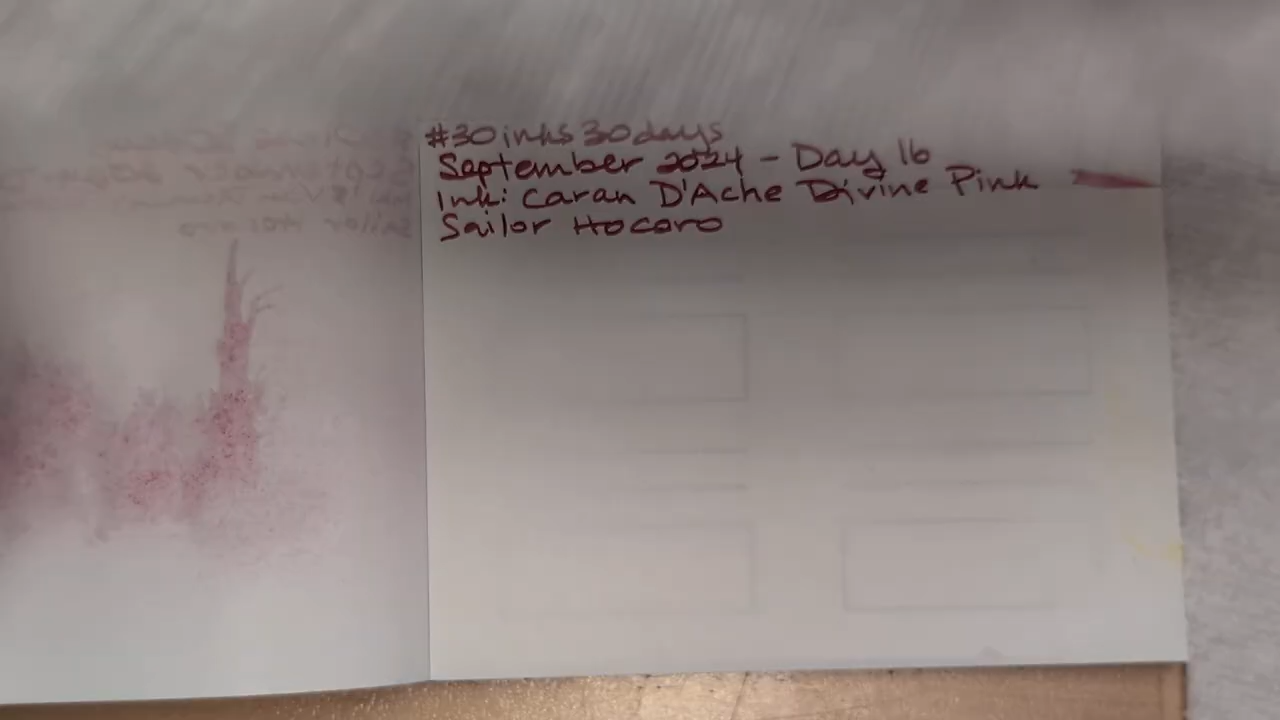 #30inks30days
September 2024 - Day 16
Ink: Caran D'Ache Divine Pink
Sailor Hocoro